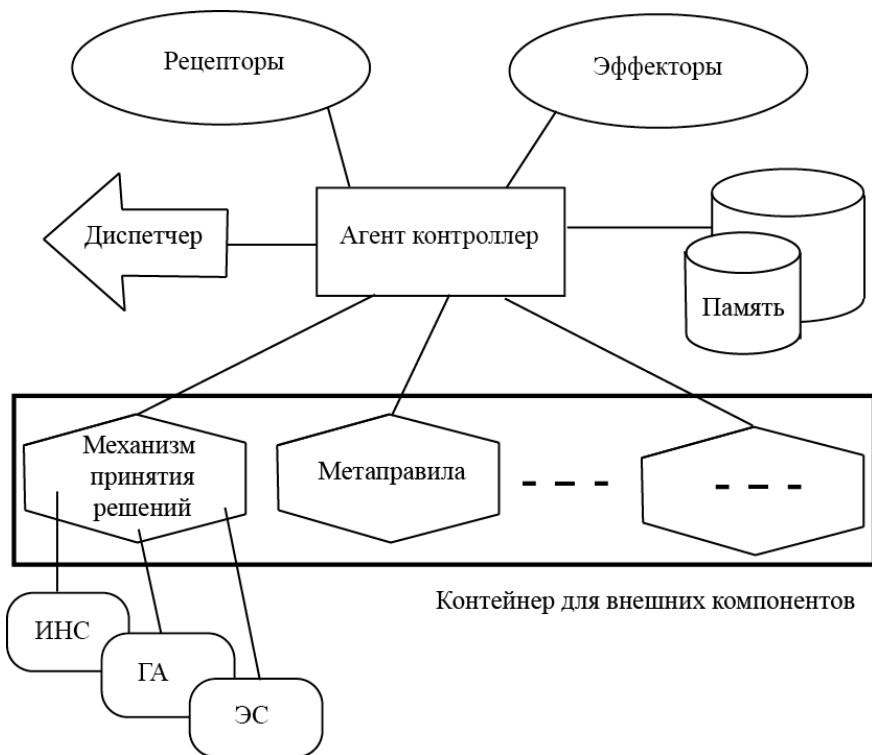 Рецепторы
Эффекторы
Диспетчер
Агент контроллер
Память
Механизм
принятия
решений
Метаправила
Контейнер для внешних компонентов
ИНС
ГА
ЭС